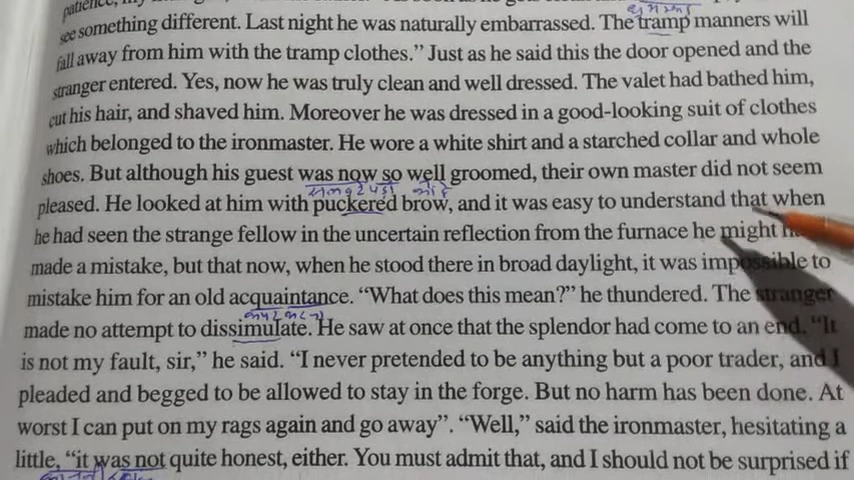 patience,
see something different. Last night he was naturally embarrassed. The tramp manners will
fall away from him with the tramp clothes.” Just as he said this the door opened and the
stranger entered. Yes, now he was truly clean and well dressed. The valet had bathed him,
cut his hair, and shaved him. Moreover he was dressed in a good-looking suit of clothes
which belonged to the ironmaster. He wore a white shirt and a starched collar and whole
shoes. But although his guest was now so well groomed, their own master did not seem
pleased. He looked at him with puckered brow, and it was easy to understand that when
he had seen the strange fellow in the uncertain reflection from the furnace he might
made a mistake, but that now, when he stood there in broad daylight, it was impossible to
mistake him for an old acquaintance. “What does this mean?” he thundered. The stranger
made no attempt to dissimulate. He saw at once that the splendor had come to an end. “It
is not my fault, sir,” he said. “I never pretended to be anything but a poor trader, and I
pleaded and begged to be allowed to stay in the forge. But no harm has been done. At
worst I can put on my rags again and go away”. “Well,” said the ironmaster, hesitating a
little, “it was not quite honest, either. You must admit that, and I should not be surprised if